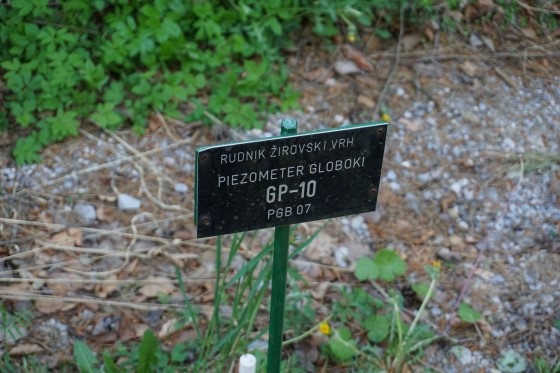 RUDNIK ŽIROVSKI VRH
PIEZOMETER GLOBOKI
GP-10
PGB 07